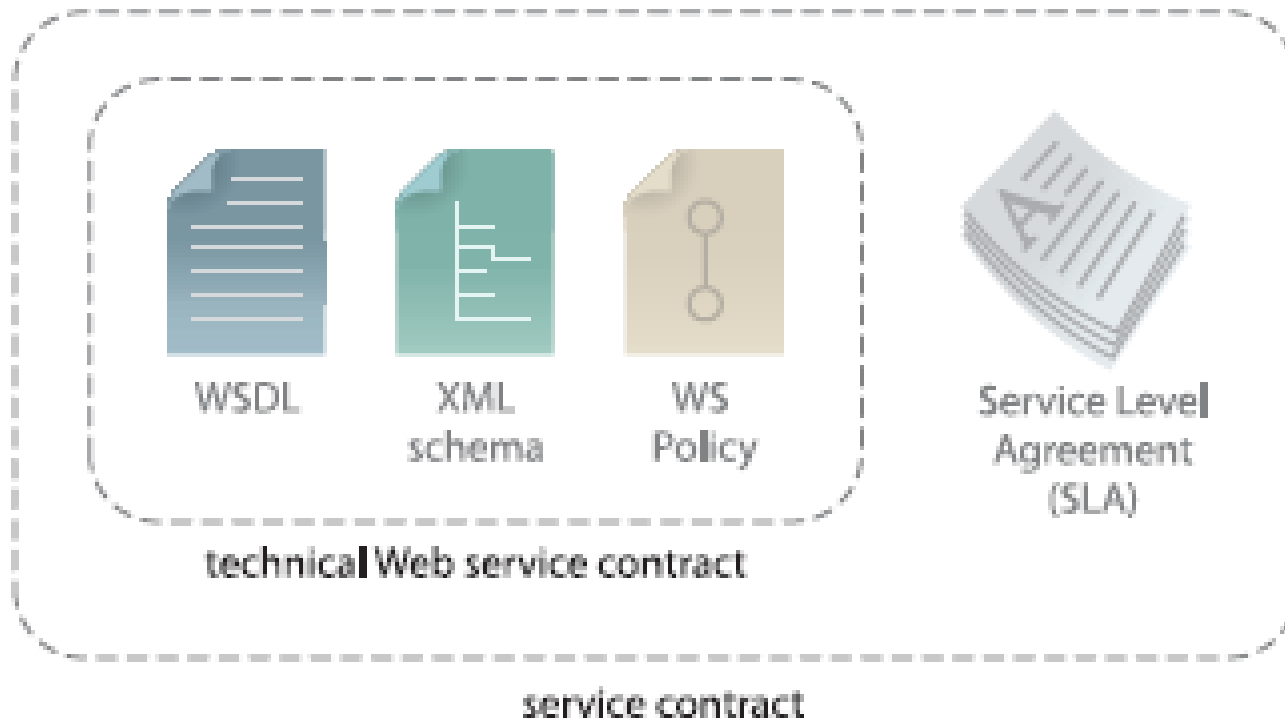 WSDL
XML
schema
WS
Policy
A
Service Level
Agreement
(SLA)
technical Web service contract
service contract